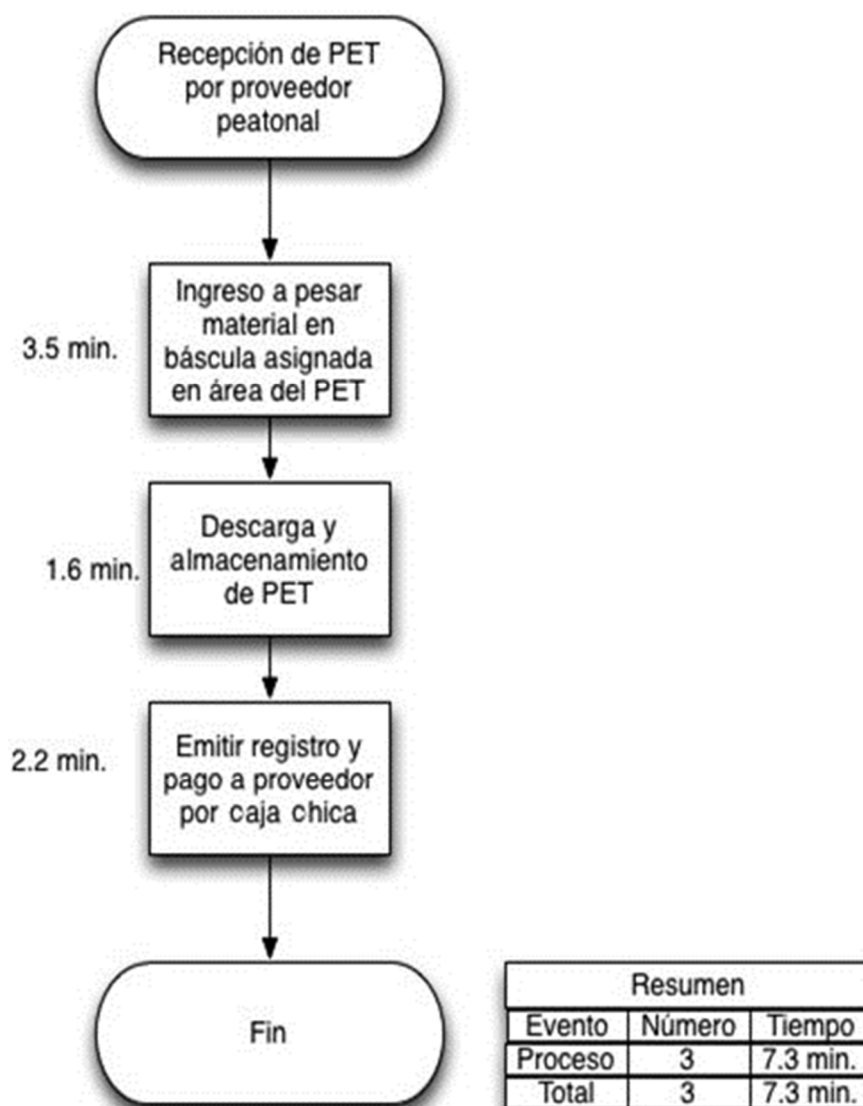 Recepción de PET
por proveedor
peatonal
3.5 min.
Ingreso a pesar
material en
báscula asignada
en área del PET
1.6 min.
Descarga y
almacenamiento
de PET
2.2 min.
Emitir registro y
pago a proveedor
por caja chica
Fin
Resumen
Evento Número Tiempo
Proceso 3 7.3 min.
Total 3 7.3 min.